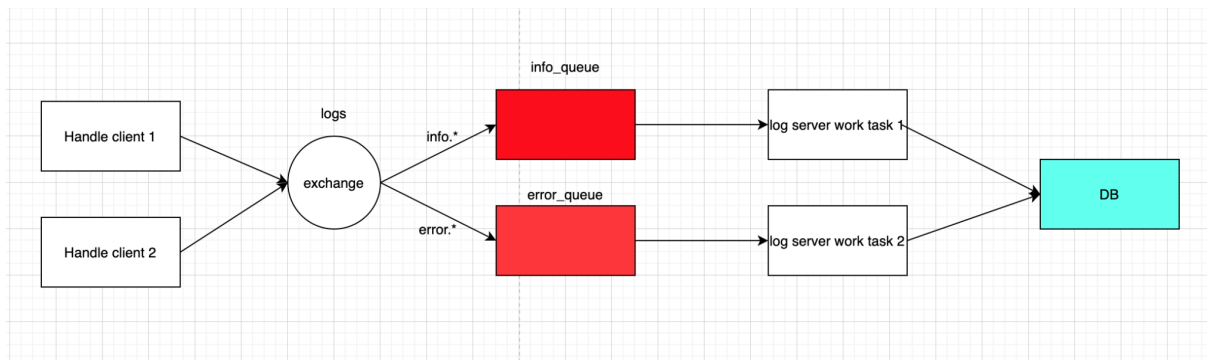 info_queue
logs
Handle client 1
info.*
log server work task 1
exchange
error_queue
DB
error.*
Handle client 2
log server work task 2